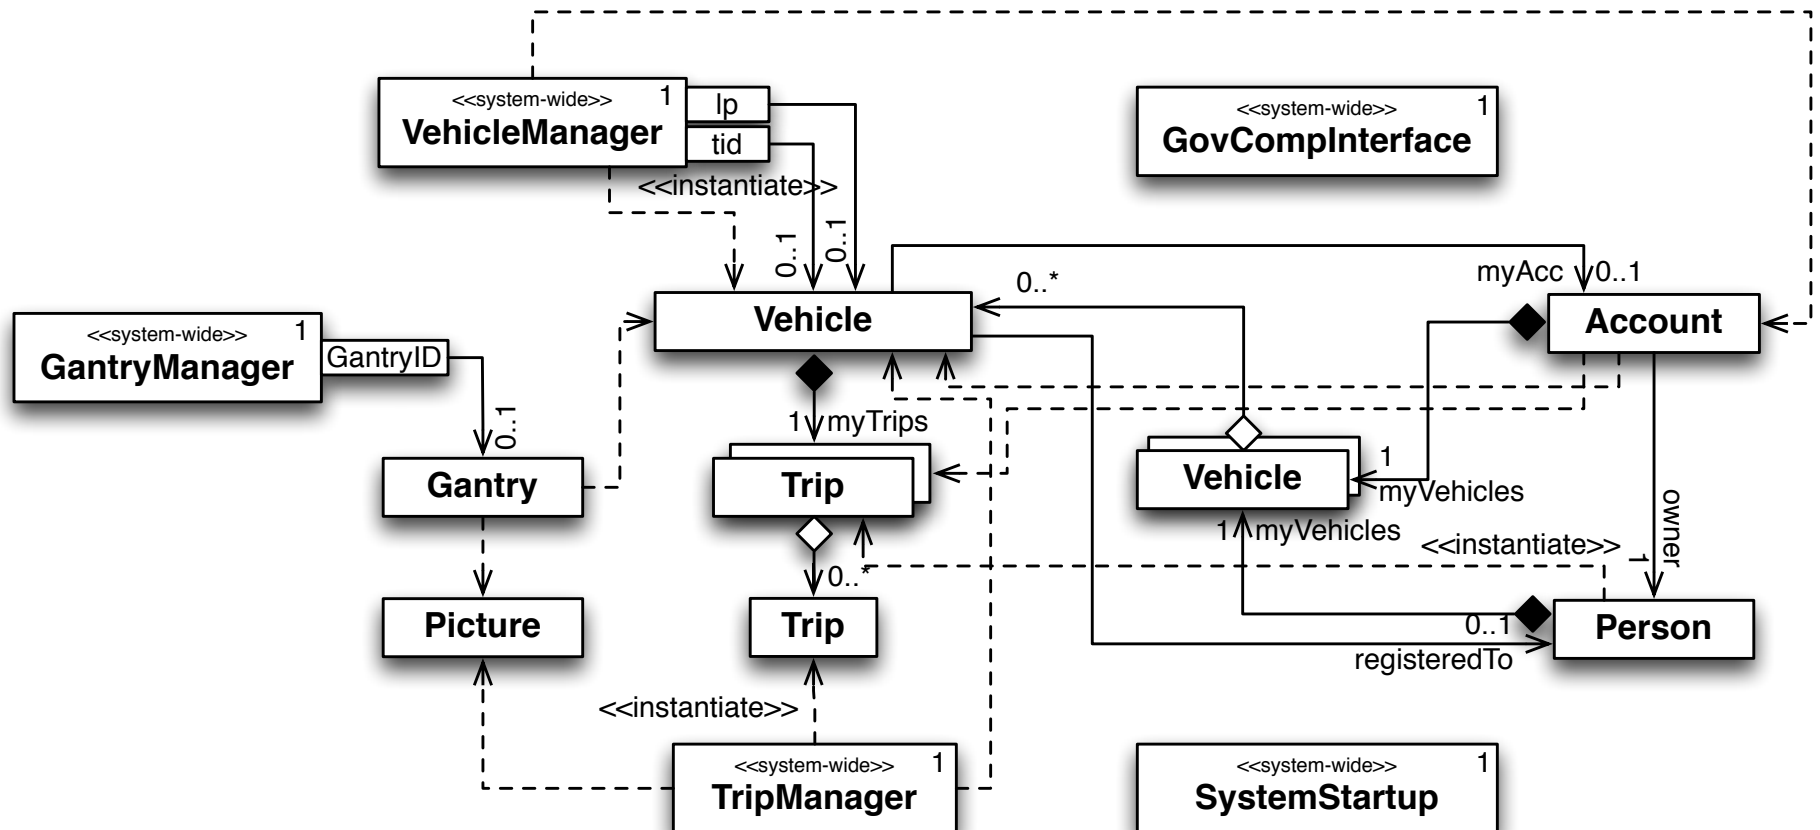 <<system-wide>> 1
VehicleManager
lp
tid
<<instantiate>>
<<system-wide>> 1
GovCompInterface
0..1
0..1
0..*
myAcc 0..1
Vehicle
Account
<<system-wide>> 1
GantryManager
GantryID
0..1
1 myTrips
Gantry
Trip
Vehicle
1
myVehicles
1 myVehicles
<<instantiate>>
owner
1
0..*
Picture
Trip
0..1
registeredTo
Person
<<instantiate>>
<<system-wide>> 1
TripManager
<<system-wide>> 1
SystemStartup